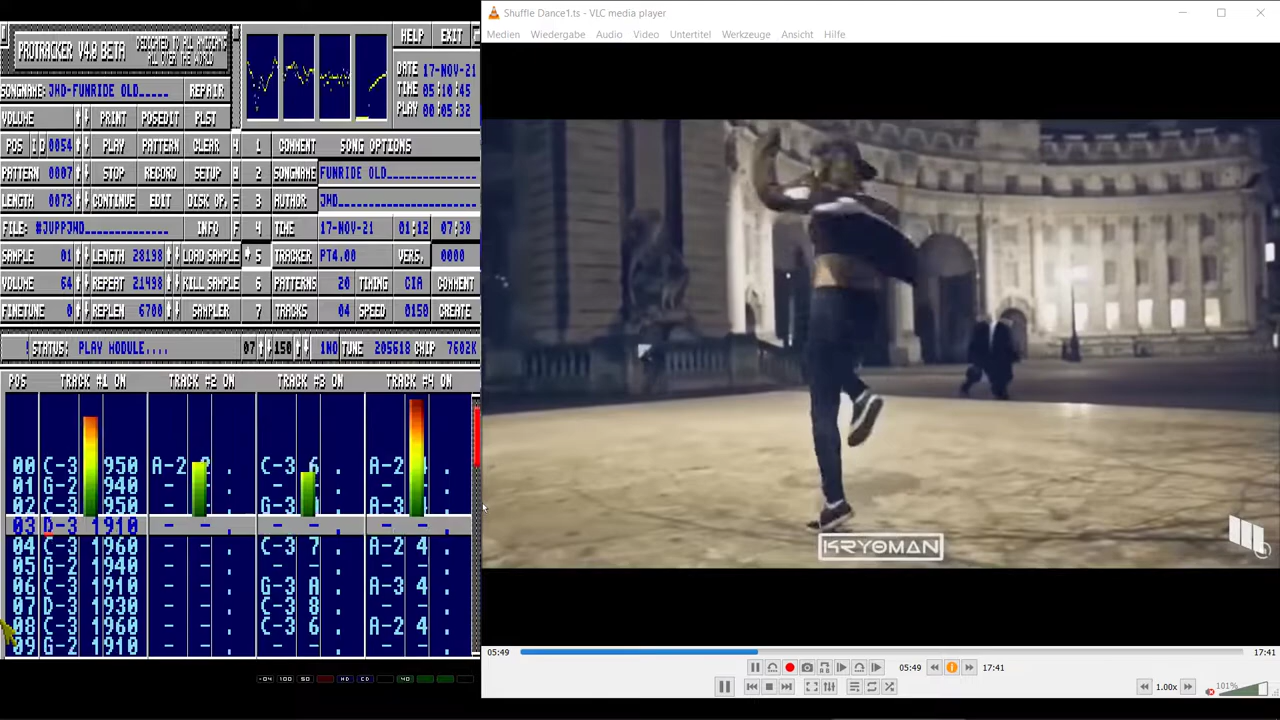 PROTRACKER V4.0 BETA
DEDICATED TO ALL AMIGANS
ALL OVER THE WORLD
HELP EXIT
DATE 17-NOV-21
TIME 05:10:45
PLAY 00:05:32
SONGNAME: JMD-FUNRIDE OLD_____ REPAIR
VOLUME PRINT POSEDIT PLST
POS I D 0054 PLAY PATTERN CLEAR 1 COMMENT SONG OPTIONS
PATTERN 0007 STOP RECORD SETUP 2 SONGNAME FUNRIDE OLD
LENGTH 0073 CONTINUE EDIT DISK OP. 3 AUTHOR JMD
FILE: #JUPPJMD INFO 4 TIME 17-NOV-21 01:12 07:30
SAMPLE 01 LENGTH 28198 LOAD SAMPLE 5 TRACKER PT4.00 VERS. 0000
VOLUME 64 REPEAT 21498 KILL SAMPLE 6 PATTERNS 20 TIMING CIA COMMENT
FINETUNE 0 REPLEN 6700 SAMPLER 7 TRACKS 04 SPEED 0150 CREATE
STATUS: PLAY MODULE.... 07 150 TUNE 205618 CHIP 7602K
POS TRACK #1 ON TRACK #2 ON TRACK #3 ON TRACK #4 ON
00 C-3 950 A-2 C-3 6 A-2
01 G-2 940 - - - - - -
02 C-3 950 - - G-3 - -
03 D-3 1910 - - - - - -
04 C-3 1960 - - C-3 7 A-2 4
05 G-2 1940 - - - - - -
06 C-3 1910 - - G-3 A A-3 4
07 D-3 1930 - - C-3 8 - -
08 C-3 1960 - - C-3 6 A-2 4
09 G-2 1910 - - - - - -
Shuffle Dance1.ts - VLC media player
Medien Wiedergabe Audio Video Untertitel Werkzeuge Ansicht Hilfe
KRYOMAN
05:49 17:41
05:49 17:41
1.00x 101%